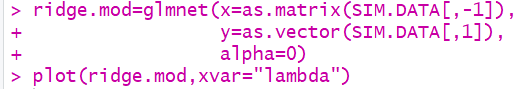 > ridge.mod=glmnet(x=as.matrix(SIM.DATA[,-1]),
+ y=as.vector(SIM.DATA[,1]),
+ alpha=0)
> plot(ridge.mod,xvar="lambda")